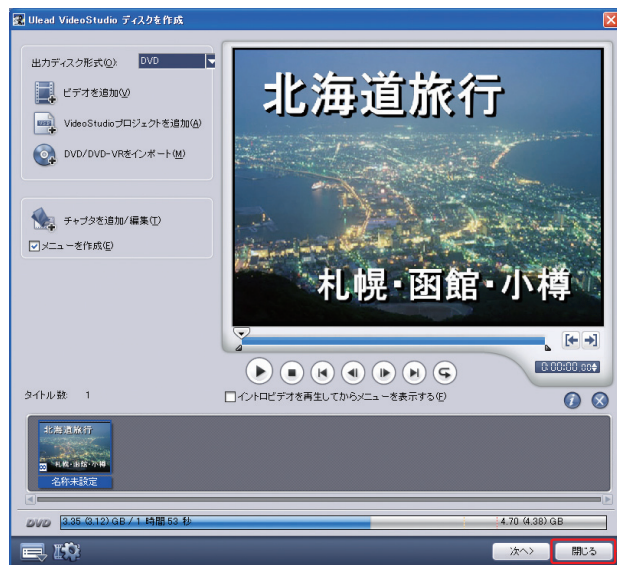 Ulead VideoStudio ディスクを作成
出力ディスク形式(O): DVD
ビデオを追加(V)
VideoStudioプロジェクトを追加(A)
DVD/DVD-VRをインポート(M)
チャプタを追加/編集(T)
メニューを作成(E)
北海道旅行
札幌・函館・小樽
0:00:00.00
タイトル数: 1
イントロビデオを再生してからメニューを表示する(F)
北海道旅行
札幌・函館・小樽
名称未設定
DVD 3.35 (3.12) GB / 1 時間 53 秒 4.70 (4.38) GB
次へ> 閉じる